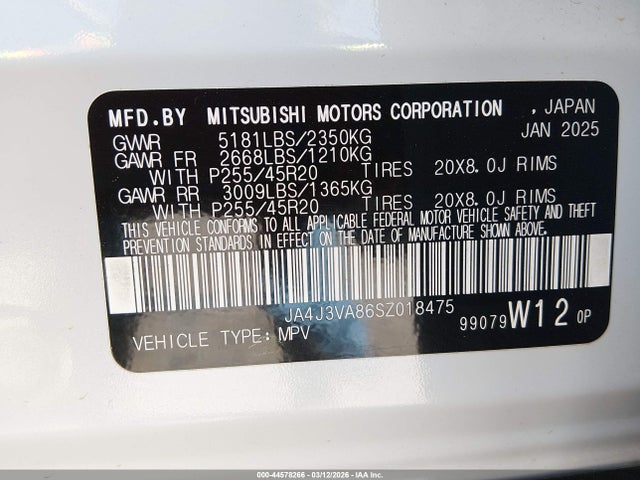 MFD.BY MITSUBISHI MOTORS CORPORATION , JAPAN
GVWR 5181LBS/2350KG JAN 2025
GAWR FR 2668LBS/1210KG
WITH P255/45R20 TIRES 20X8.0J RIMS
GAWR RR 3009LBS/1365KG
WITH P255/45R20 TIRES 20X8.0J RIMS
THIS VEHICLE CONFORMS TO ALL APPLICABLE FEDERAL MOTOR VEHICLE SAFETY AND THEFT
PREVENTION STANDARDS IN EFFECT ON THE DATE OF MANUFACTURE SHOWN ABOVE.
JA4J3VA86SZ018475
VEHICLE TYPE: MPV 99079 W12 0P
000-44578266 - 03/12/2026 - IAA Inc.